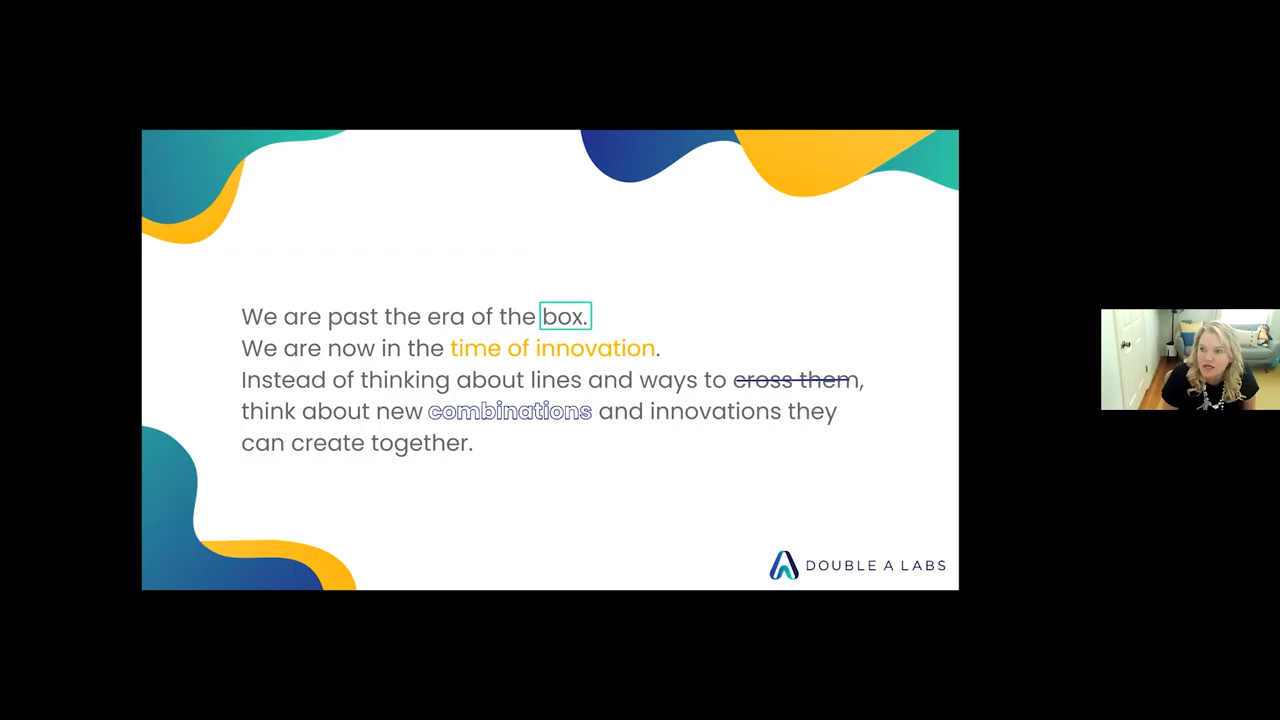 We are past the era of the box.
We are now in the time of innovation.
Instead of thinking about lines and ways to cross them,
think about new combinations and innovations they
can create together.
DOUBLE A LABS